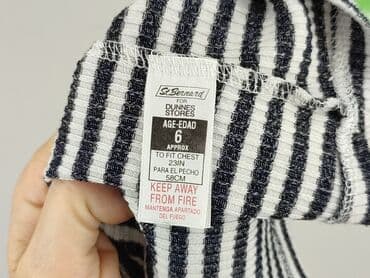 St Bernard
FOR
DUNNES
STORES
AGE-EDAD
6
APPROX
TO FIT CHEST
23IN
PARA EL PECHO
58CM
KEEP AWAY
FROM FIRE
MANTENGA APARTADO
DEL FUEGO